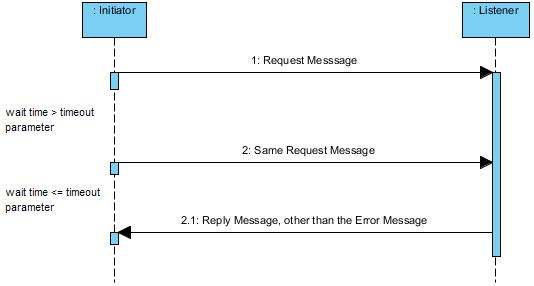 : Initiator
: Listener
1: Request Messsage
wait time > timeout
parameter
2: Same Request Message
wait time <= timeout
parameter
2.1: Reply Message, other than the Error Message